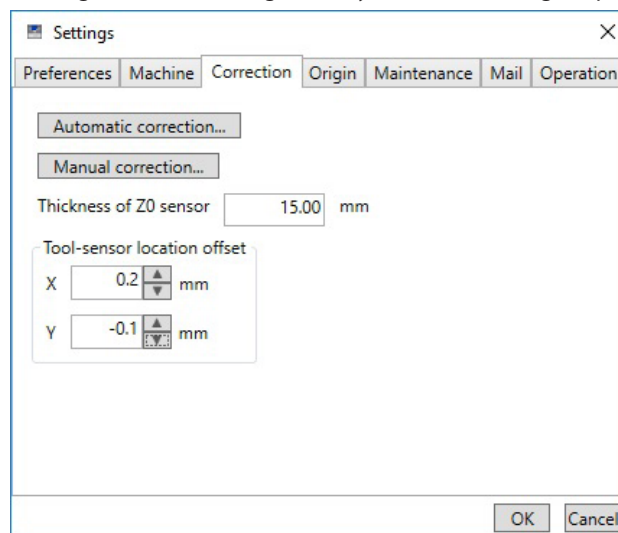 Settings
Preferences Machine Correction Origin Maintenance Mail Operation
Automatic correction...
Manual correction...
Thickness of Z0 sensor 15.00 mm
Tool-sensor location offset
X 0.2 mm
Y -0.1 mm
OK Cancel